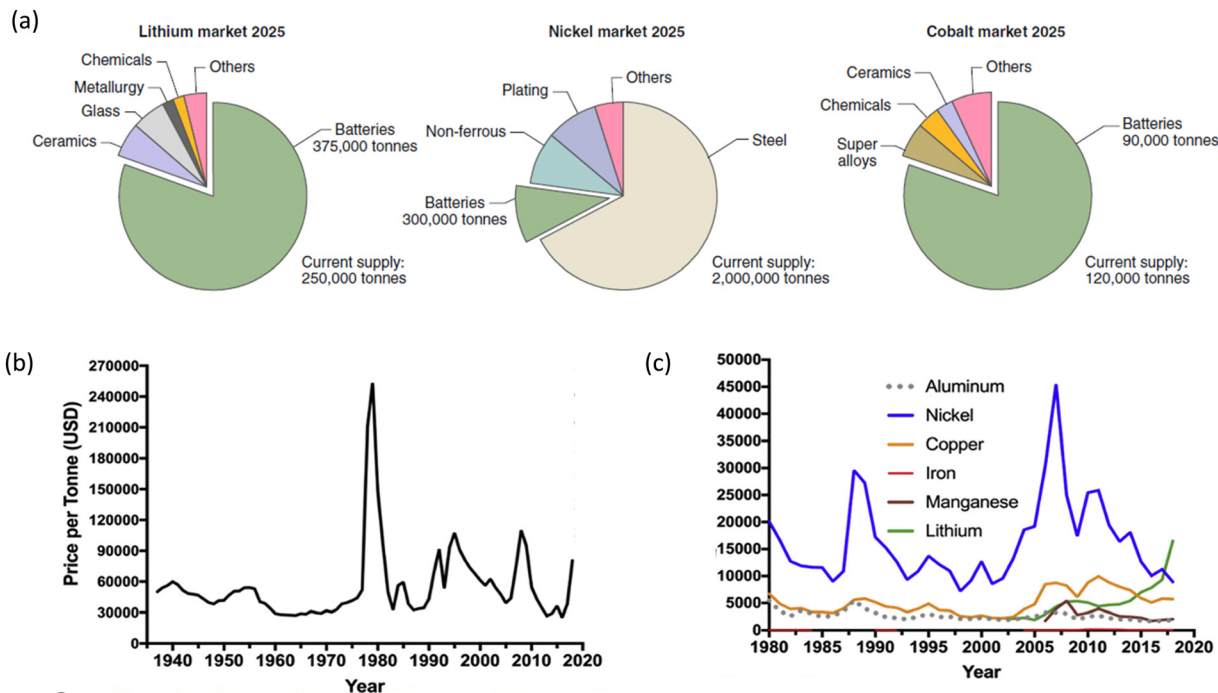 (a)
Lithium market 2025
Chemicals
Others
Metallurgy
Glass
Ceramics
Batteries
375,000 tonnes
Current supply:
250,000 tonnes
Nickel market 2025
Others
Plating
Non-ferrous
Steel
Batteries
300,000 tonnes
Current supply:
2,000,000 tonnes
Cobalt market 2025
Ceramics
Others
Chemicals
Super
alloys
Batteries
90,000 tonnes
Current supply:
120,000 tonnes
(b)
Price per Tonne (USD)
270000
240000
210000
180000
150000
120000
90000
60000
30000
0
1940 1950 1965 1960 1970 1980 1990 2000 2010 2020
Year
(c)
50000
45000
40000
35000
30000
25000
20000
15000
10000
5000
0
Aluminum
Nickel
Copper
Iron
Manganese
Lithium
1980 1985 1990 1995 2000 2007 2010 2015 2020
Year